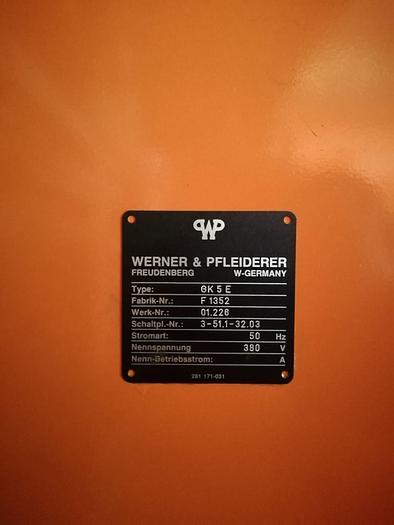 WP
WERNER & PFLEIDERER
FREUDENBERG W-GERMANY
Type: GK 5 E
Fabrik-Nr.: F 1352
Werk-Nr.: 01.226
Schaltpl.-Nr.: 3-51.1-32.03
Stromart: 50 Hz
Nennspannung 380 V
Nenn-Betriebsstrom: A
281 171-031